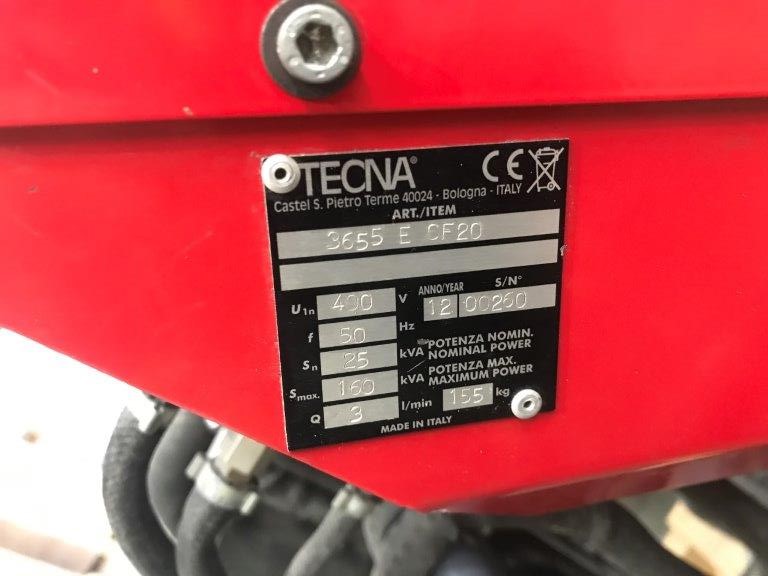 TECNA® CE
Castel S. Pietro Terme 40024 - Bologna - ITALY
ART./ITEM
3655 E CF20
U1n 400 V ANNO/YEAR 12 S/N° 00260
f 50 Hz
Sn 25 kVA POTENZA NOMIN.
NOMINAL POWER
Smax. 160 kVA POTENZA MAX.
MAXIMUM POWER
Q 3 l/min 155 kg
MADE IN ITALY